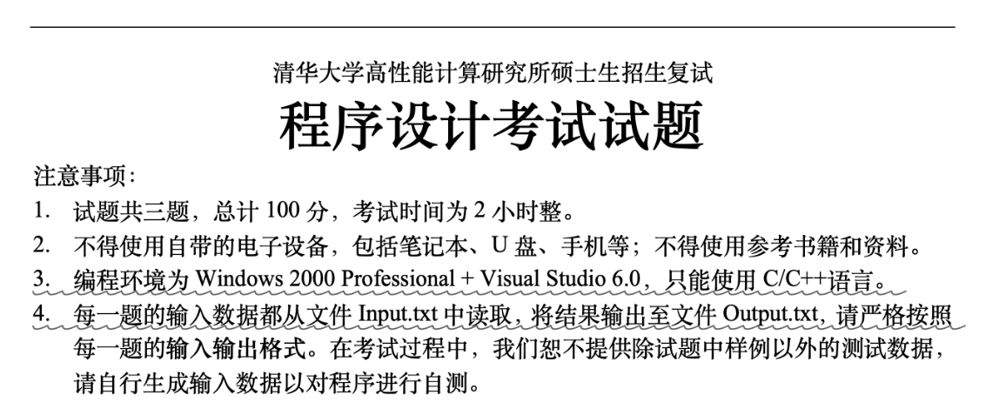 清华大学高性能计算研究所硕士生招生复试
程序设计考试试题
注意事项：
1. 试题共三题，总计 100 分，考试时间为 2 小时整。
2. 不得使用自带的电子设备，包括笔记本、U 盘、手机等；不得使用参考书籍和资料。
3. 编程环境为 Windows 2000 Professional + Visual Studio 6.0，只能使用 C/C++语言。
4. 每一题的输入数据都从文件 Input.txt 中读取，将结果输出至文件 Output.txt, 请严格按照
每一题的输入输出格式。在考试过程中，我们恕不提供除试题中样例以外的测试数据，
请自行生成输入数据以对程序进行自测。